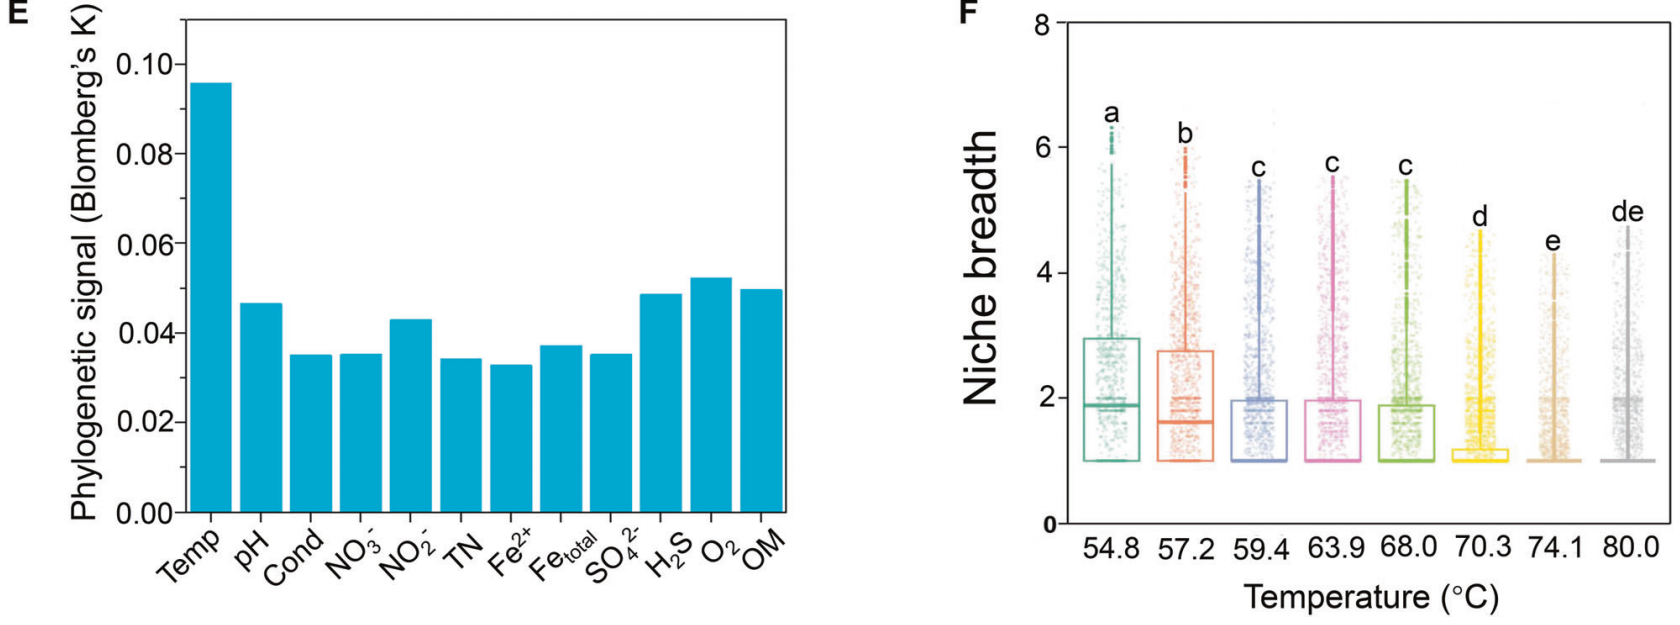 E
Phylogenetic signal (Blomberg's K)
0.10
0.08
0.06
0.04
0.02
0.00
Temp pH Cond NO₃⁻ NO₂⁻ TN Fe²⁺ Fe_total SO₄²⁻ H₂S O₂ OM
F
Niche breadth
8
6
4
2
0
a b c c c d e de
54.8 57.2 59.4 63.9 68.0 70.3 74.1 80.0
Temperature (°C)